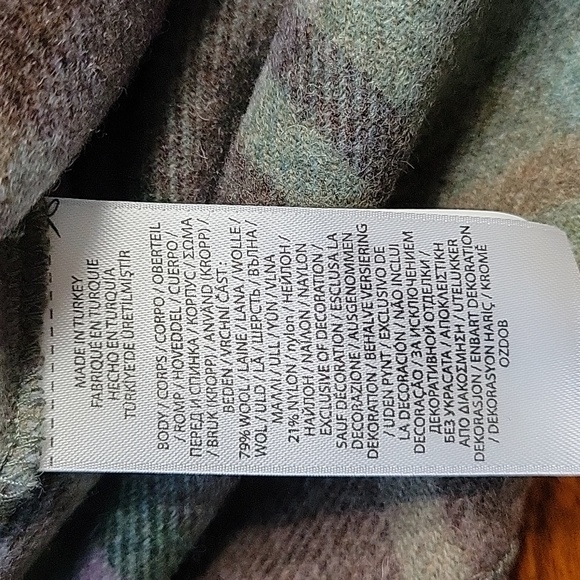 MADE IN TURKEY
FABRIQUÉ EN TURQUIE
HECHO EN TURQUIA
TÜRKİYE'DE ÜRETİLMİŞTİR
BODY / CORPS / CORPO / OBERTEIL
/ ROMP / HOVEDDEL / CUERPO /
ПЕРЕД И СПИНКА / КОРПУС / ΣΩΜΑ
/ BRUK (KROPP) / ANVÄND (KROPP) /
BEDEN / VRCHNÍ ČÁST :
79% WOOL / LAINE / LANA / WOLLE /
WOL / ULD / LÃ / ШЕРСТЬ / ВЪЛНА /
ΜΑΛΛΙ / ULL / YÜN / VLNA
21% NYLON / nylon / НЕЙЛОН /
НАЙЛОН / ΝΑΪΛΟΝ / NAYLON
EXCLUSIVE OF DECORATION /
SAUF DÉCORATION / ESCLUSA LA
DECORAZIONE / AUSGENOMMEN
DEKORATION / BEHALVE VERSIERING
/ UDEN PYNT / EXCLUSIVO DE
LA DECORACION / NÃO INCLUI
DECORAÇÃO / ЗА ИСКЛЮЧЕНИЕМ
ДЕКОРАТИВНОЙ ОТДЕЛКИ /
БЕЗ УКРАСАТА / ΑΠΟΚΛΕΙΣΤΙΚΗ
ΑΠΟ ΔΙΑΚΟΣΜΗΣΗ / UTELUKKER
DEKORASJON / ENBART DEKORATION
/ DEKORASYON HARİÇ / KROMĚ
OZDOB